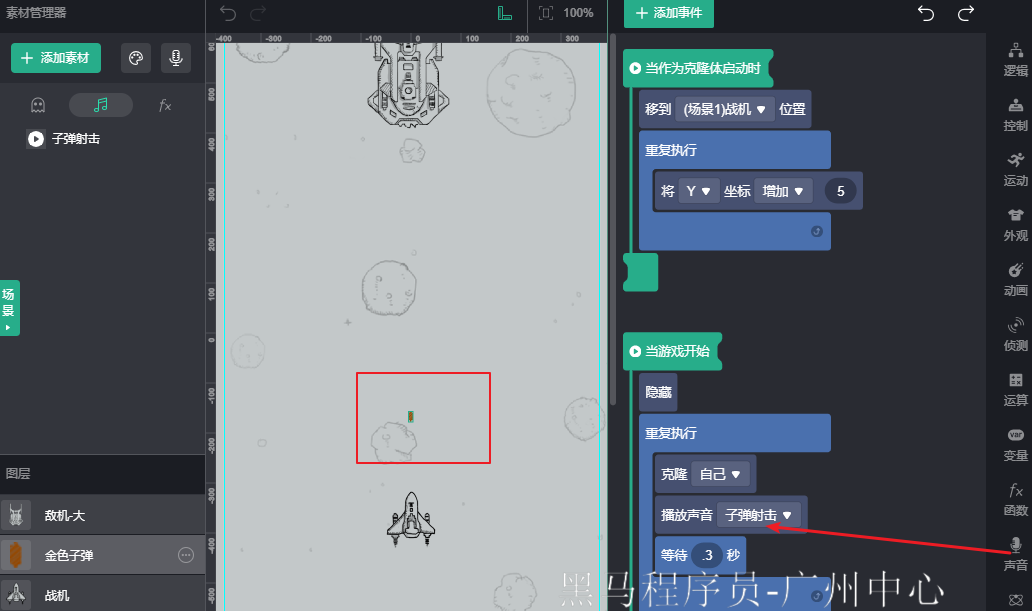 素材管理器
100%
+ 添加事件
+ 添加素材
fx
子弹射击
-400 -300 -200 -100 0 100 200 300
600
400
300
200
100
0
-100
-200
-300
-400
-500
场景
图层
敌机-大
金色子弹
战机
当作为克隆体启动时
移到 (场景1)战机 ▼ 位置
重复执行
将 Y ▼ 坐标 增加 ▼ 5
当游戏开始
隐藏
重复执行
克隆 自己 ▼
播放声音 子弹射击 ▼
等待 .3 秒
逻辑
控制
运动
外观
动画
侦测
运算
var
变量
fx
函数
声音
黑马程序员-广州中心